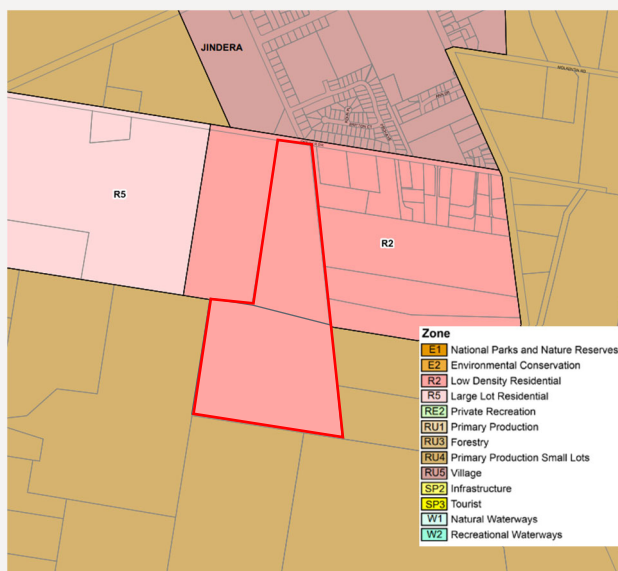 JINDERA
R5
R2
Zone
E1 National Parks and Nature Reserves
E2 Environmental Conservation
R2 Low Density Residential
R5 Large Lot Residential
RE2 Private Recreation
RU1 Primary Production
RU3 Forestry
RU4 Primary Production Small Lots
RU5 Village
SP2 Infrastructure
SP3 Tourist
W1 Natural Waterways
W2 Recreational Waterways